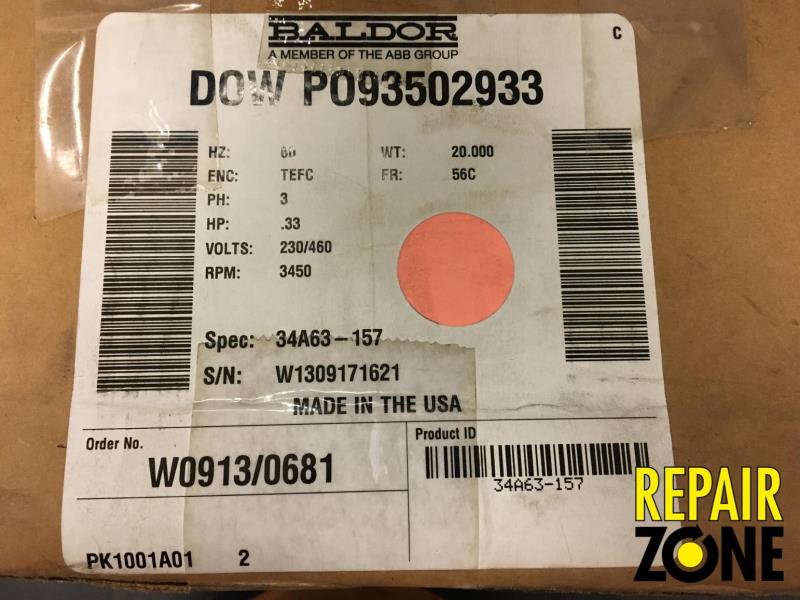 BALDOR
A MEMBER OF THE ABB GROUP
C
DOW PO93502933
HZ: 60 WT: 20.000
ENC: TEFC FR: 56C
PH: 3
HP: .33
VOLTS: 230/460
RPM: 3450
Spec: 34A63-157
S/N: W1309171621
MADE IN THE USA
Order No.
W0913/0681
Product ID
34A63-157
PK1001A01 2
REPAIR
ZONE